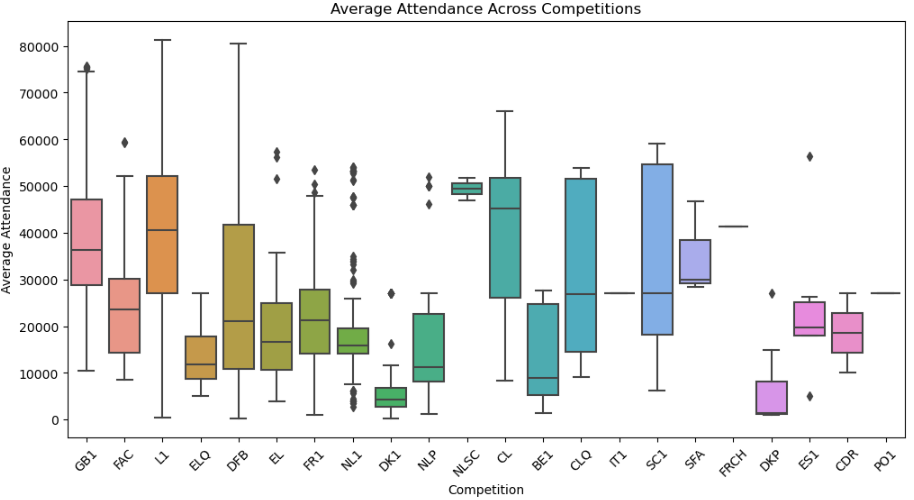 Average Attendance Across Competitions
Average Attendance
80000
70000
60000
50000
40000
30000
20000
10000
0
GB1 FAC L1 ELQ DFB EL FR1 NL1 DK1 NLP NLSC CL BE1 CLQ IT1 SC1 SFA FRCH DKP ES1 CDR PO1
Competition